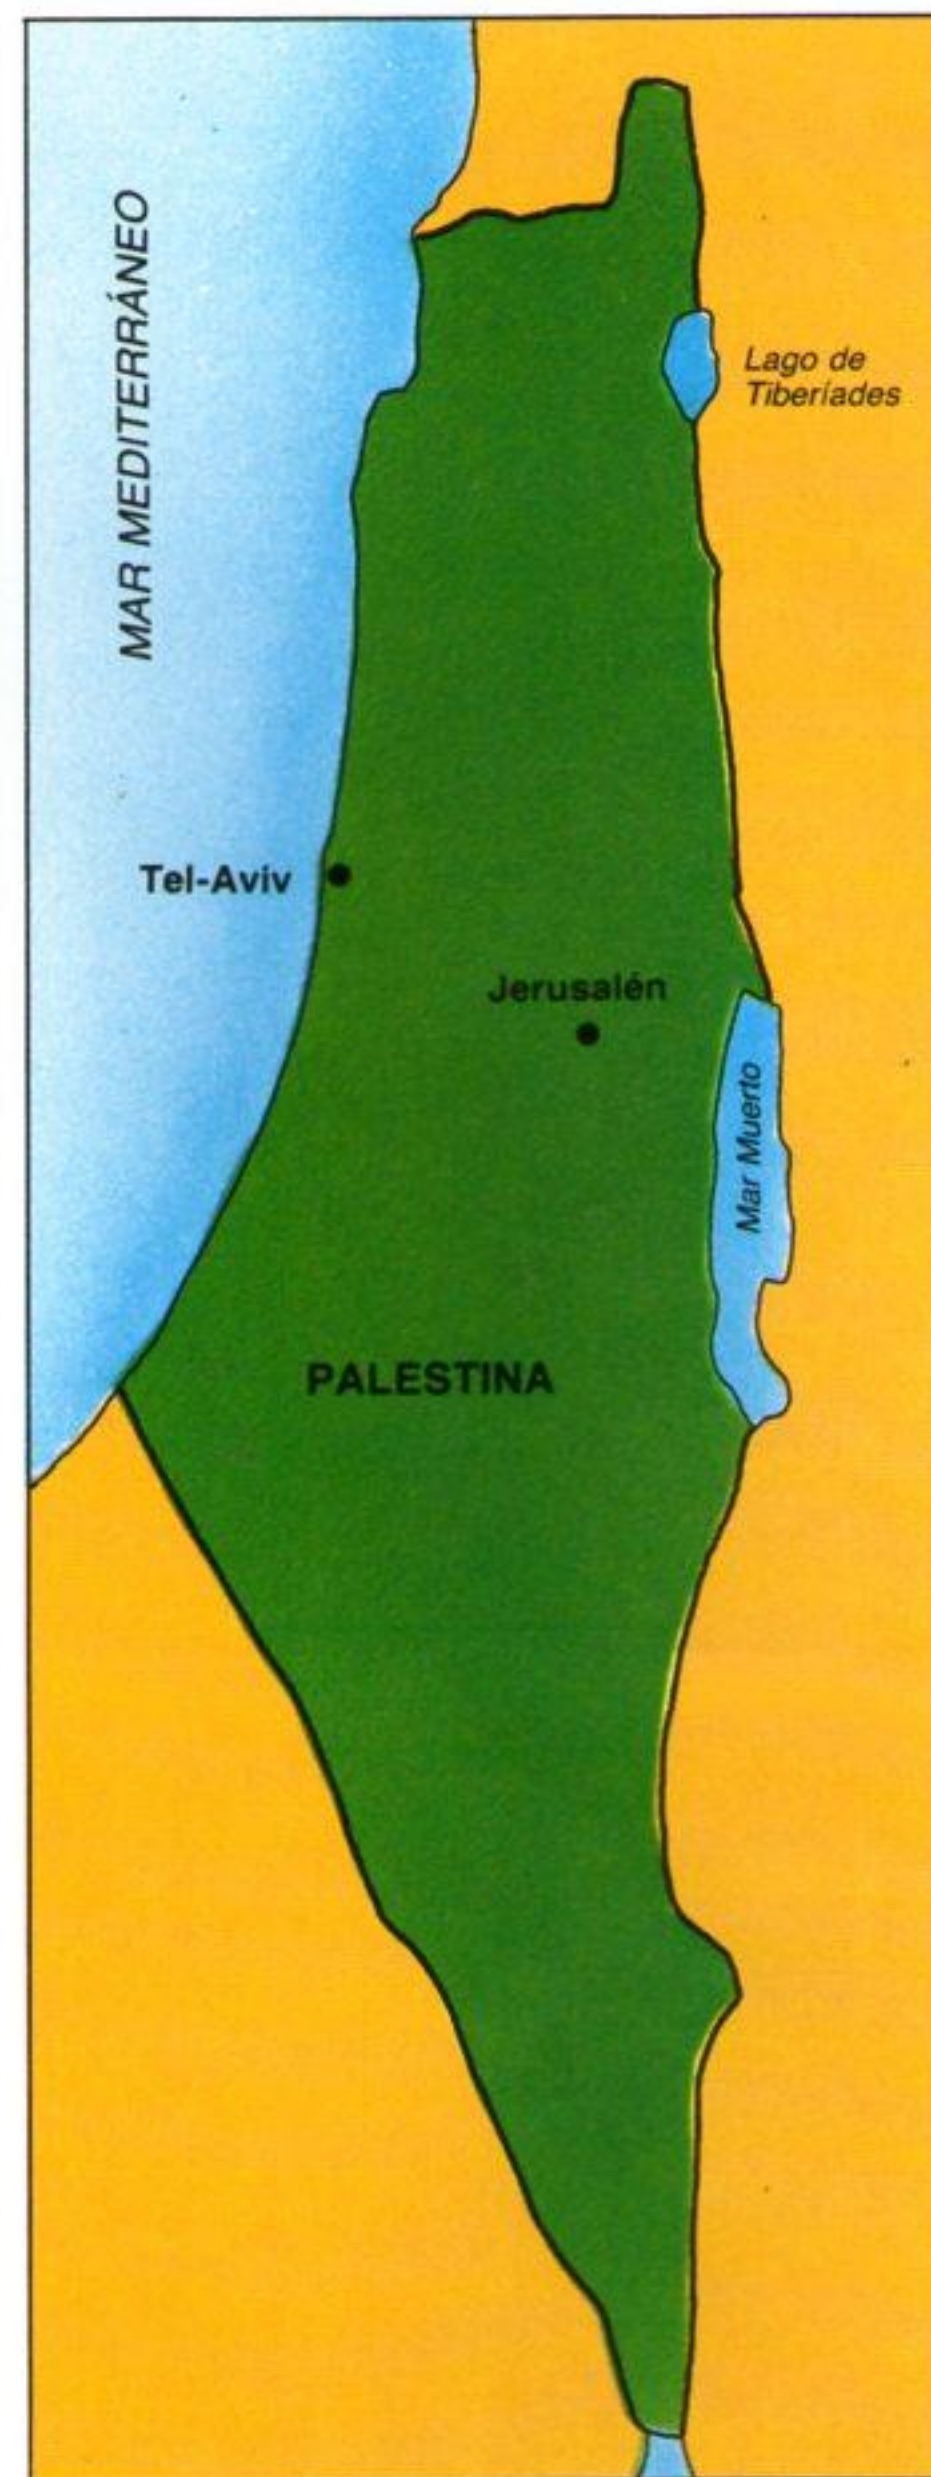 MAR MEDITERRÁNEO
Lago de
Tiberíades
Tel-Aviv
Jerusalén
Mar Muerto
PALESTINA